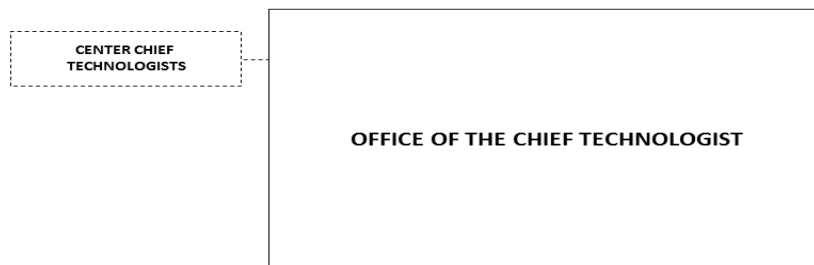 CENTER CHIEF
TECHNOLOGISTS
OFFICE OF THE CHIEF TECHNOLOGIST